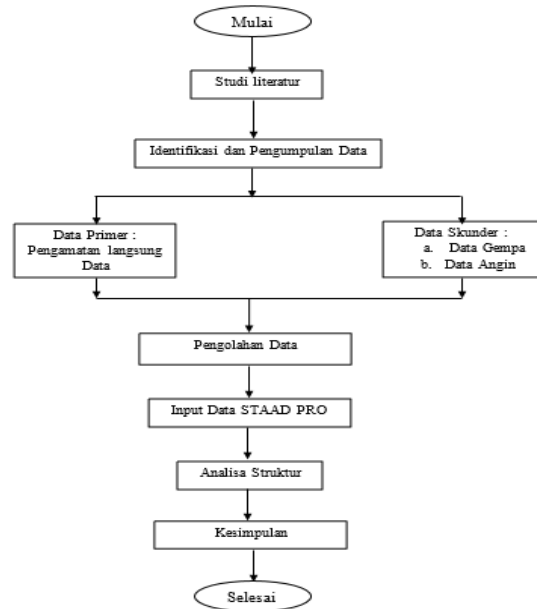 Mulai
Studi literatur
Identifikasi dan Pengumpulan Data
Data Primer :
Pengamatan langsung
Data
Data Skunder :
a. Data Gempa
b. Data Angin
Pengolahan Data
Input Data STAAD PRO
Analisa Struktur
Kesimpulan
Selesai